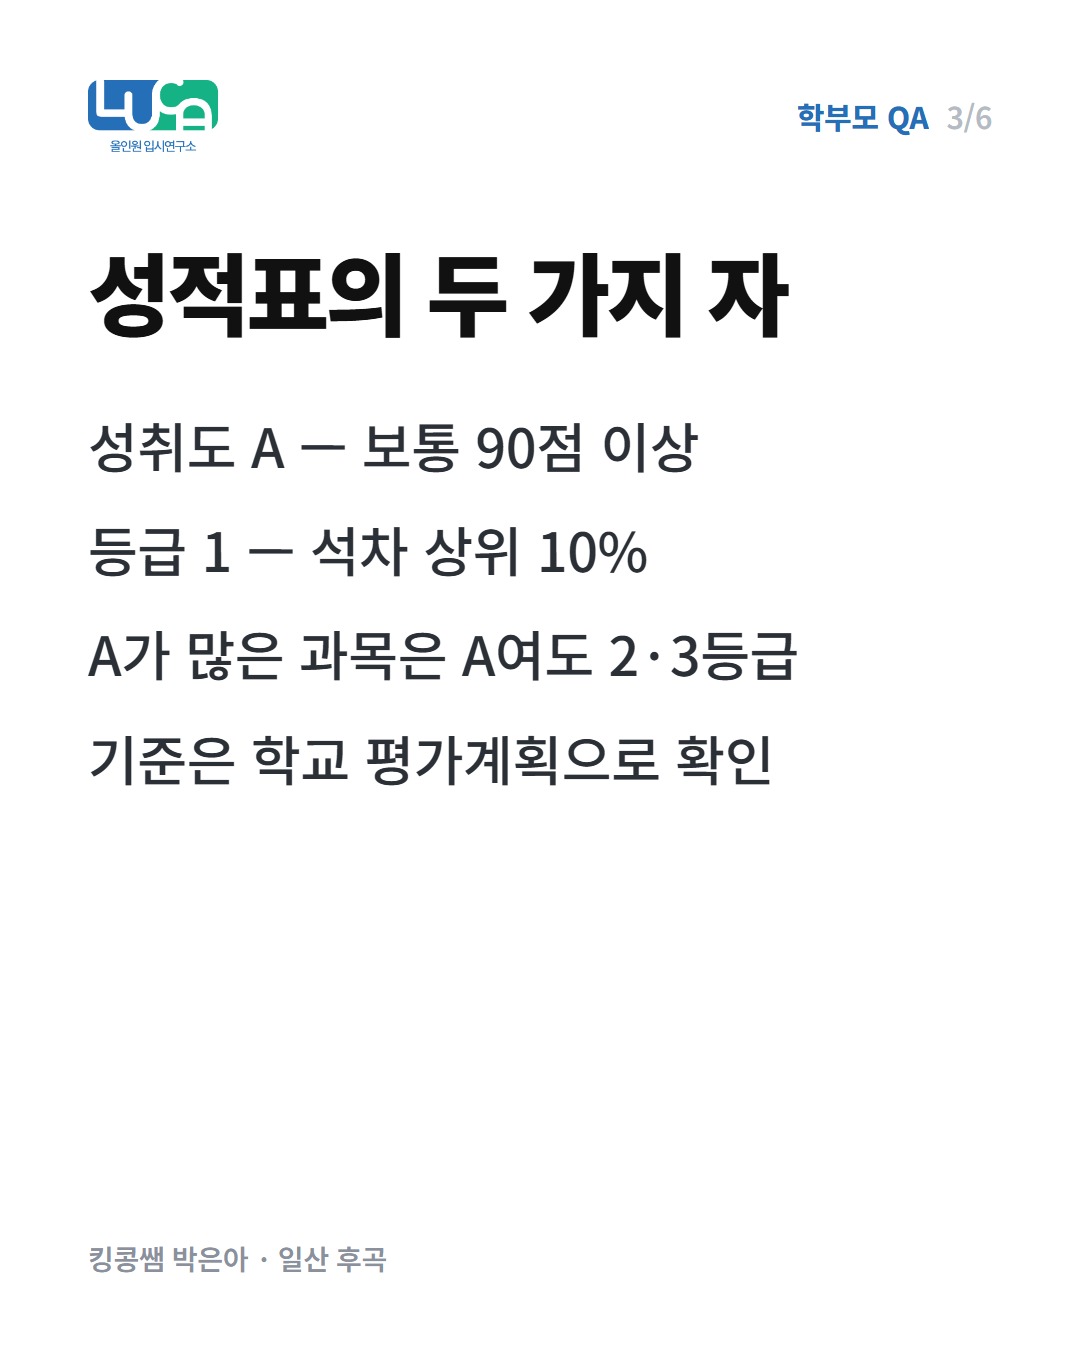 LUCA
올인원 입시연구소
학부모 QA 3/6
성적표의 두 가지 자
성취도 A — 보통 90점 이상
등급 1 — 석차 상위 10%
A가 많은 과목은 A여도 2·3등급
기준은 학교 평가계획으로 확인
킹콩쌤 박은아 · 일산 후곡